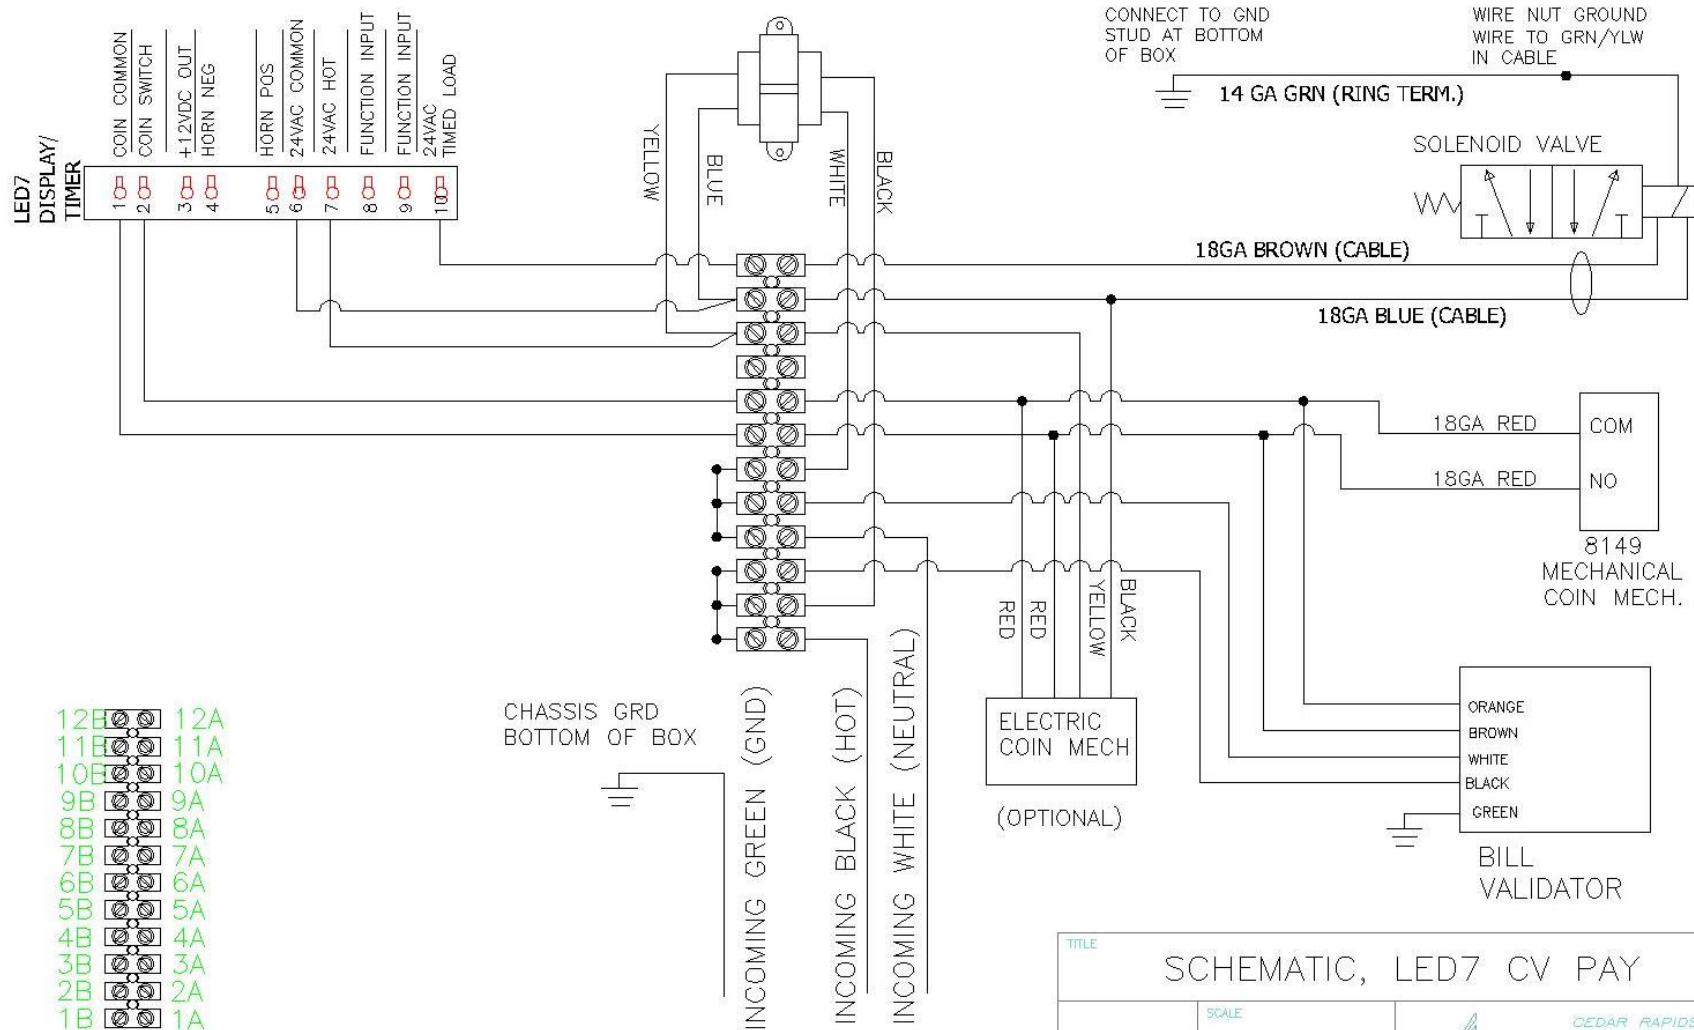 CONNECT TO GND
STUD AT BOTTOM
OF BOX
WIRE NUT GROUND
WIRE TO GRN/YLW
IN CABLE
14 GA GRN (RING TERM.)
COIN COMMON
COIN SWITCH
+12VDC OUT
HORN NEG
HORN POS
24VAC COMMON
24VAC HOT
FUNCTION INPUT
FUNCTION INPUT
24VAC
TIMED LOAD
LED7
DISPLAY/
TIMER
1
2
3
4
5
6
7
8
9
10
YELLOW
BLUE
WHITE
BLACK
SOLENOID VALVE
18GA BROWN (CABLE)
18GA BLUE (CABLE)
18GA RED
COM
18GA RED
NO
8149
MECHANICAL
COIN MECH.
RED
RED
YELLOW
BLACK
ELECTRIC
COIN MECH
(OPTIONAL)
ORANGE
BROWN
WHITE
BLACK
GREEN
BILL
VALIDATOR
CHASSIS GRD
BOTTOM OF BOX
INCOMING GREEN (GND)
INCOMING BLACK (HOT)
INCOMING WHITE (NEUTRAL)
12B 12A
11B 11A
10B 10A
9B 9A
8B 8A
7B 7A
6B 6A
5B 5A
4B 4A
3B 3A
2B 2A
1B 1A
TITLE
SCHEMATIC, LED7 CV PAY
SCALE
CEDAR RAPIDS